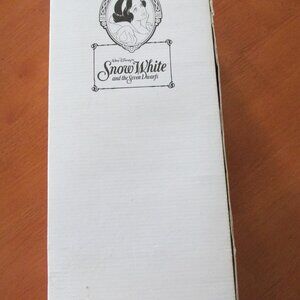 Walt Disney's
Snow White
and the Seven Dwarfs